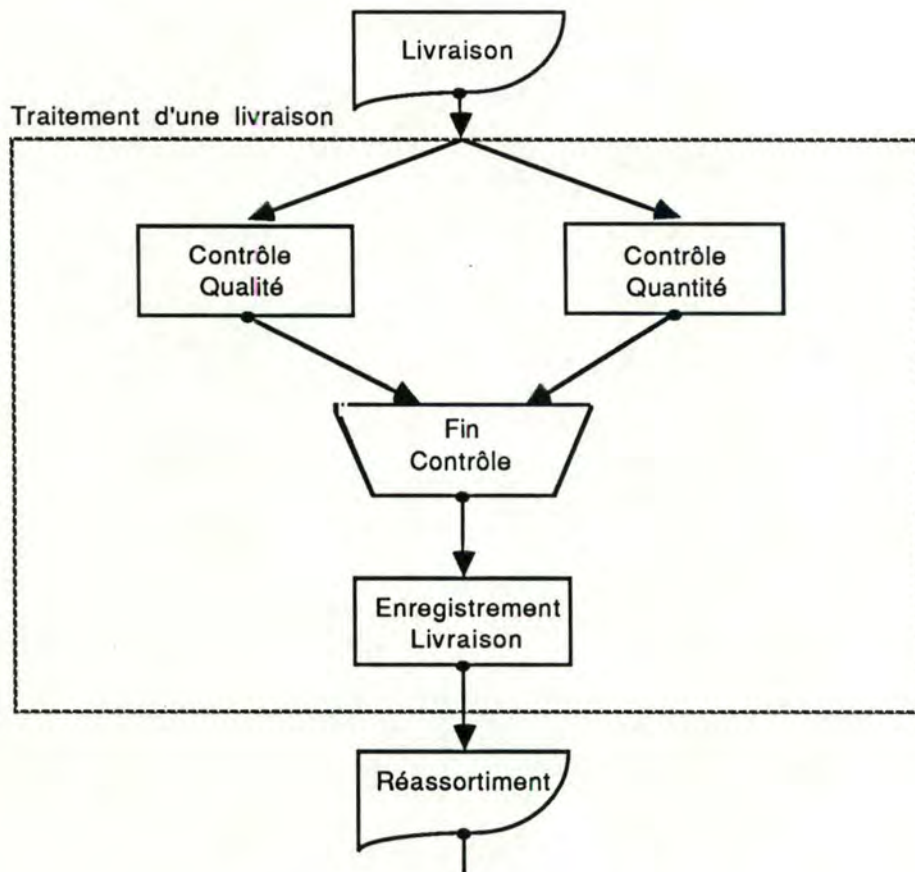 Livraison
Traitement d'une livraison
Contrôle
Qualité
Contrôle
Quantité
Fin
Contrôle
Enregistrement
Livraison
Réassortiment